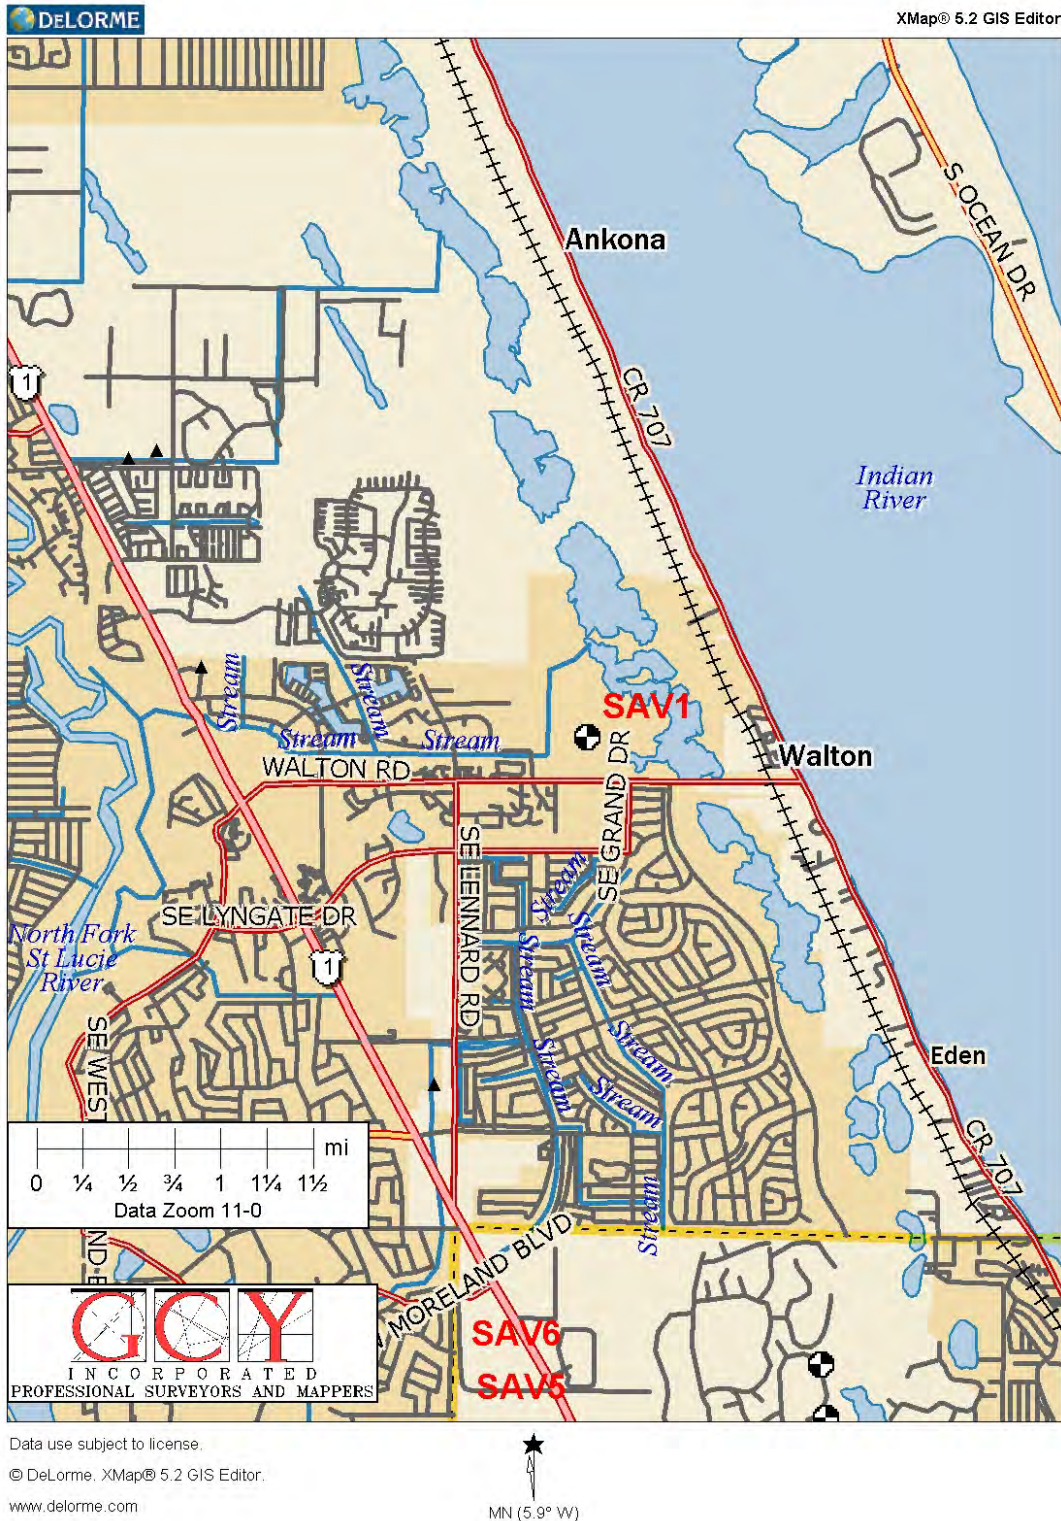 DELORME
XMap® 5.2 GIS Editor
Ankona
S OCEAN DR
1
CR 707
Indian
River
SAV1
Stream
Stream
Stream
Stream
Walton
WALTON RD
SE GRAND DR
SE LENNARD RD
Stream
SE LYNGATE DR
North Fork
St Lucie
River
Stream
Stream
1
SE WEST
Stream
Stream
Stream
Eden
CR 707
mi
0 1/4 1/2 3/4 1 11/4 11/2
Data Zoom 11-0
Stream
ND B
W MORELAND BLVD
GCY
INCORPORATED
PROFESSIONAL SURVEYORS AND MAPPERS
SAV6
SAV5
Data use subject to license.
© DeLorme. XMap® 5.2 GIS Editor.
www.delorme.com
MN (5.9° W)